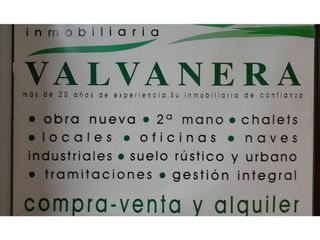 inmobiliaria
VALVANERA
más de 20 años de experiencia.Su inmobiliaria de confianza
• obra nueva • 2ª mano • chalets
• locales • oficinas • naves
industriales • suelo rústico y urbano
• tramitaciones • gestión integral
compra-venta y alquiler